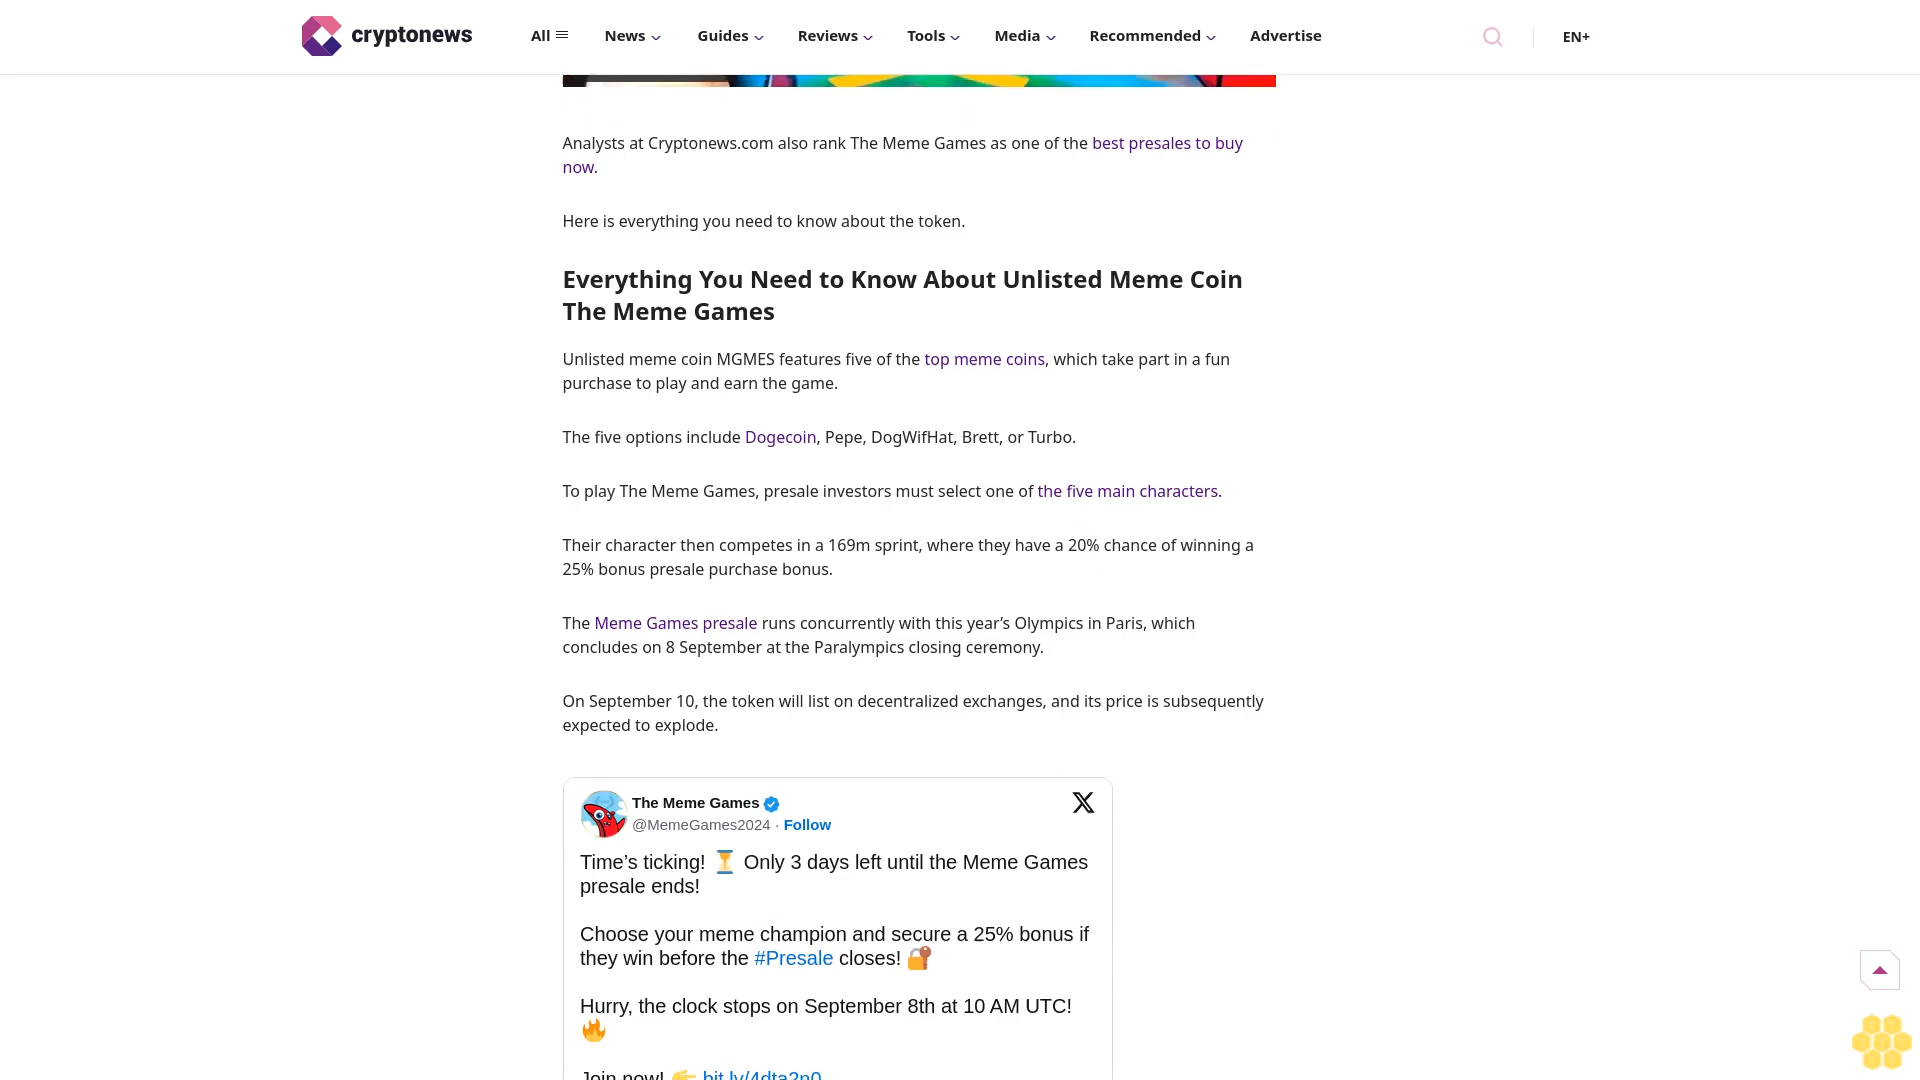 cryptonews
All
News
Guides
Reviews
Tools
Media
Recommended
Advertise
EN+
Analysts at Cryptonews.com also rank The Meme Games as one of the best presales to buy
now.
Here is everything you need to know about the token.
Everything You Need to Know About Unlisted Meme Coin
The Meme Games
Unlisted meme coin MGMES features five of the top meme coins, which take part in a fun
purchase to play and earn the game.
The five options include Dogecoin, Pepe, DogWifHat, Brett, or Turbo.
To play The Meme Games, presale investors must select one of the five main characters.
Their character then competes in a 169m sprint, where they have a 20% chance of winning a
25% bonus presale purchase bonus.
The Meme Games presale runs concurrently with this year’s Olympics in Paris, which
concludes on 8 September at the Paralympics closing ceremony.
On September 10, the token will list on decentralized exchanges, and its price is subsequently
expected to explode.
The Meme Games
@MemeGames2024 · Follow
Time’s ticking! ⏳ Only 3 days left until the Meme Games
presale ends!
Choose your meme champion and secure a 25% bonus if
they win before the #Presale closes! 🔐
Hurry, the clock stops on September 8th at 10 AM UTC!
🔥
Join now! 👉 bit.ly/4dta2n0